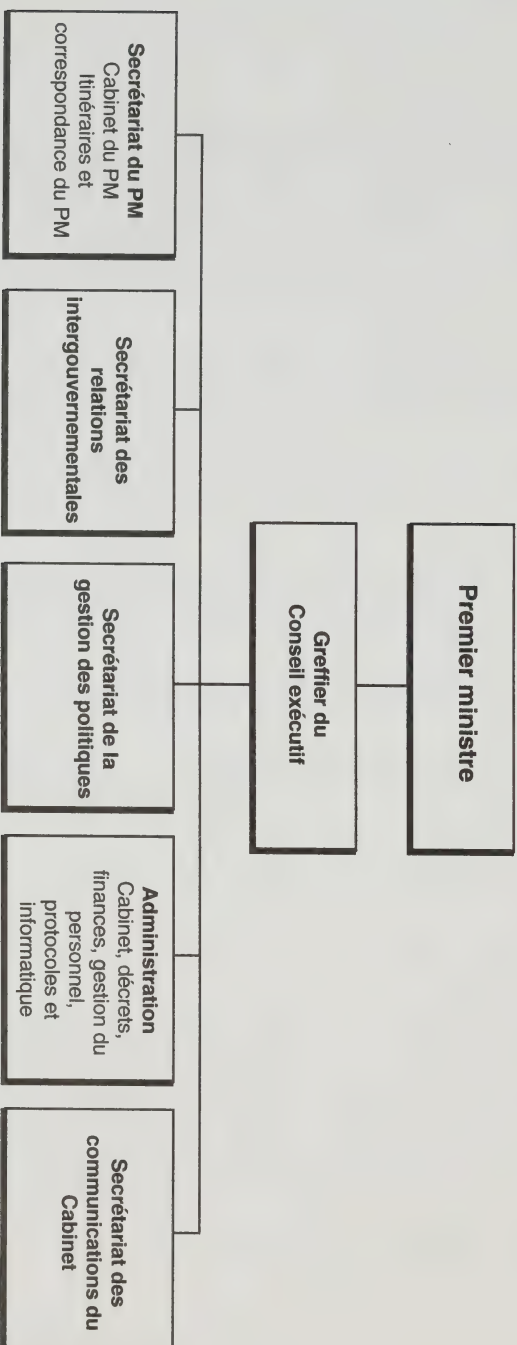 Premier ministre
Greffier du
Conseil exécutif
Secrétariat du PM
Cabinet du PM
Itinéraires et
correspondance du PM
Secrétariat des
relations
intergouvernementales
Secrétariat de la
gestion des politiques
Administration
Cabinet, décrets,
finances, gestion du
personnel,
protocoles et
informatique
Secrétariat des
communications du
Cabinet